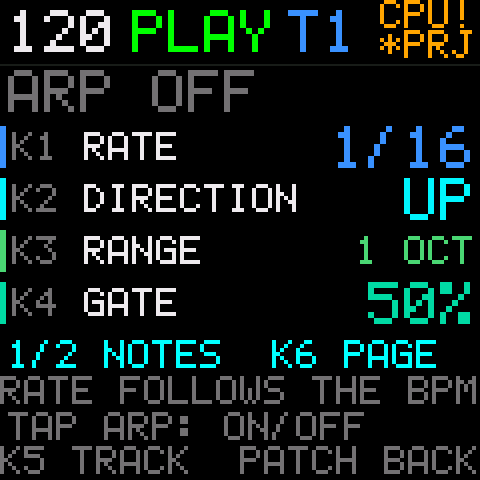 120 PLAY T1 CPU!
*PRJ
ARP OFF
K1 RATE 1/16
K2 DIRECTION UP
K3 RANGE 1 OCT
K4 GATE 50%
1/2 NOTES K6 PAGE
RATE FOLLOWS THE BPM
TAP ARP: ON/OFF
K5 TRACK PATCH BACK